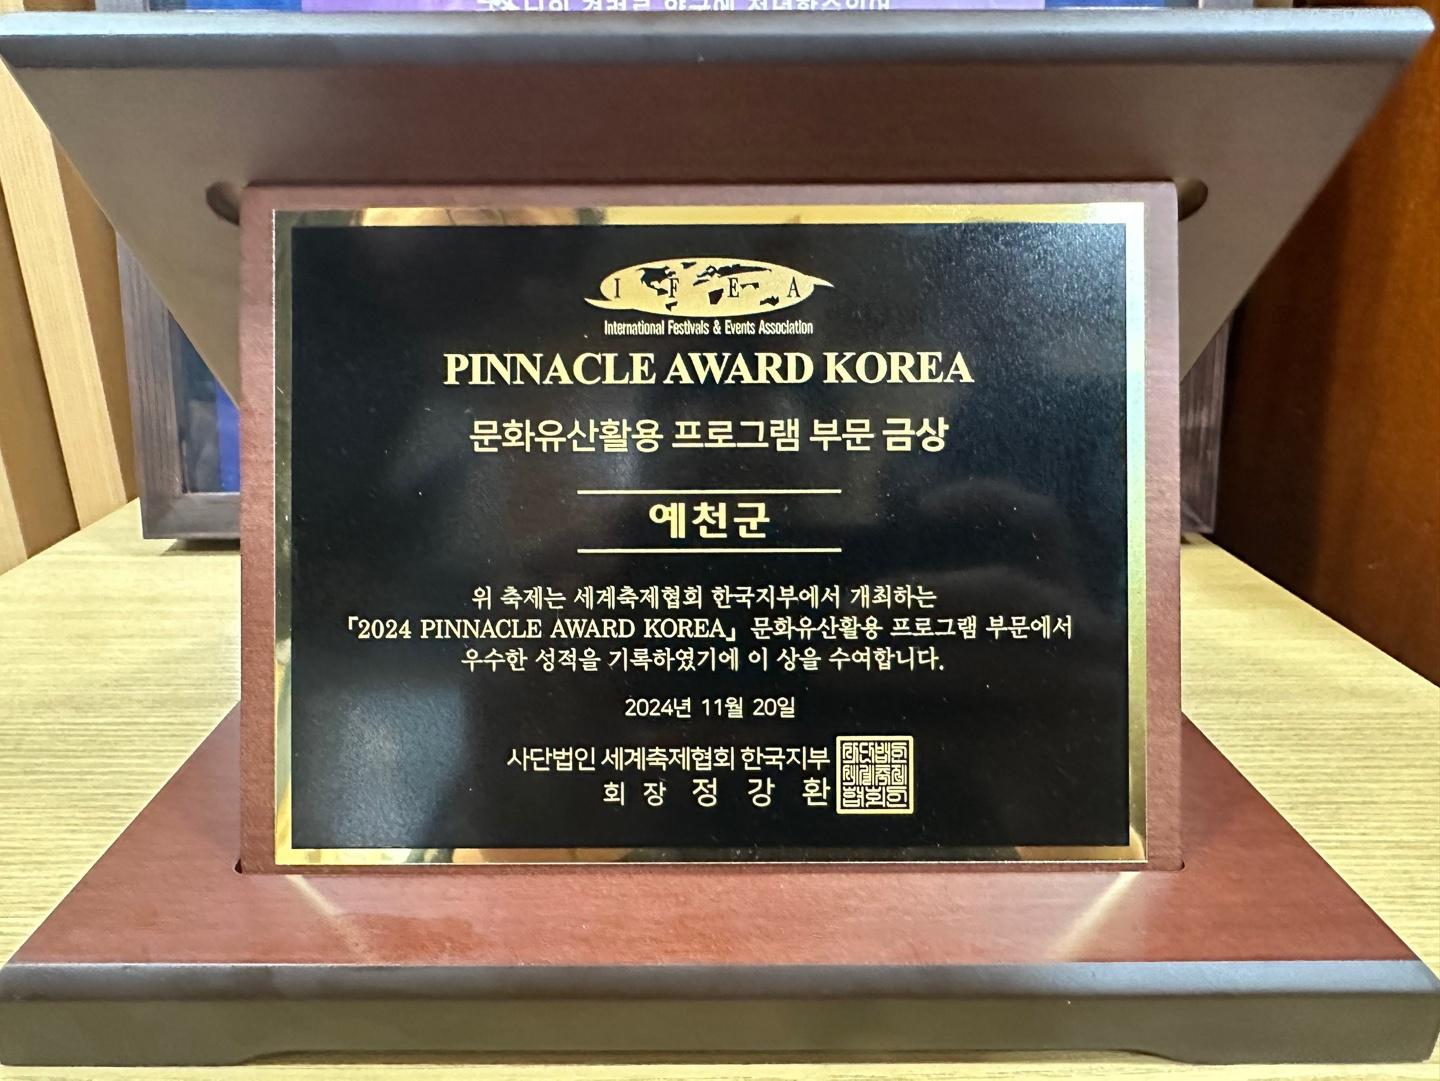 I F E A
International Festivals & Events Association
PINNACLE AWARD KOREA
문화유산활용 프로그램 부문 금상
예천군
위 축제는 세계축제협회 한국지부에서 개최하는
「2024 PINNACLE AWARD KOREA」 문화유산활용 프로그램 부문에서
우수한 성적을 기록하였기에 이 상을 수여합니다.
2024년 11월 20일
사단법인 세계축제협회 한국지부
회 장 정 강 환